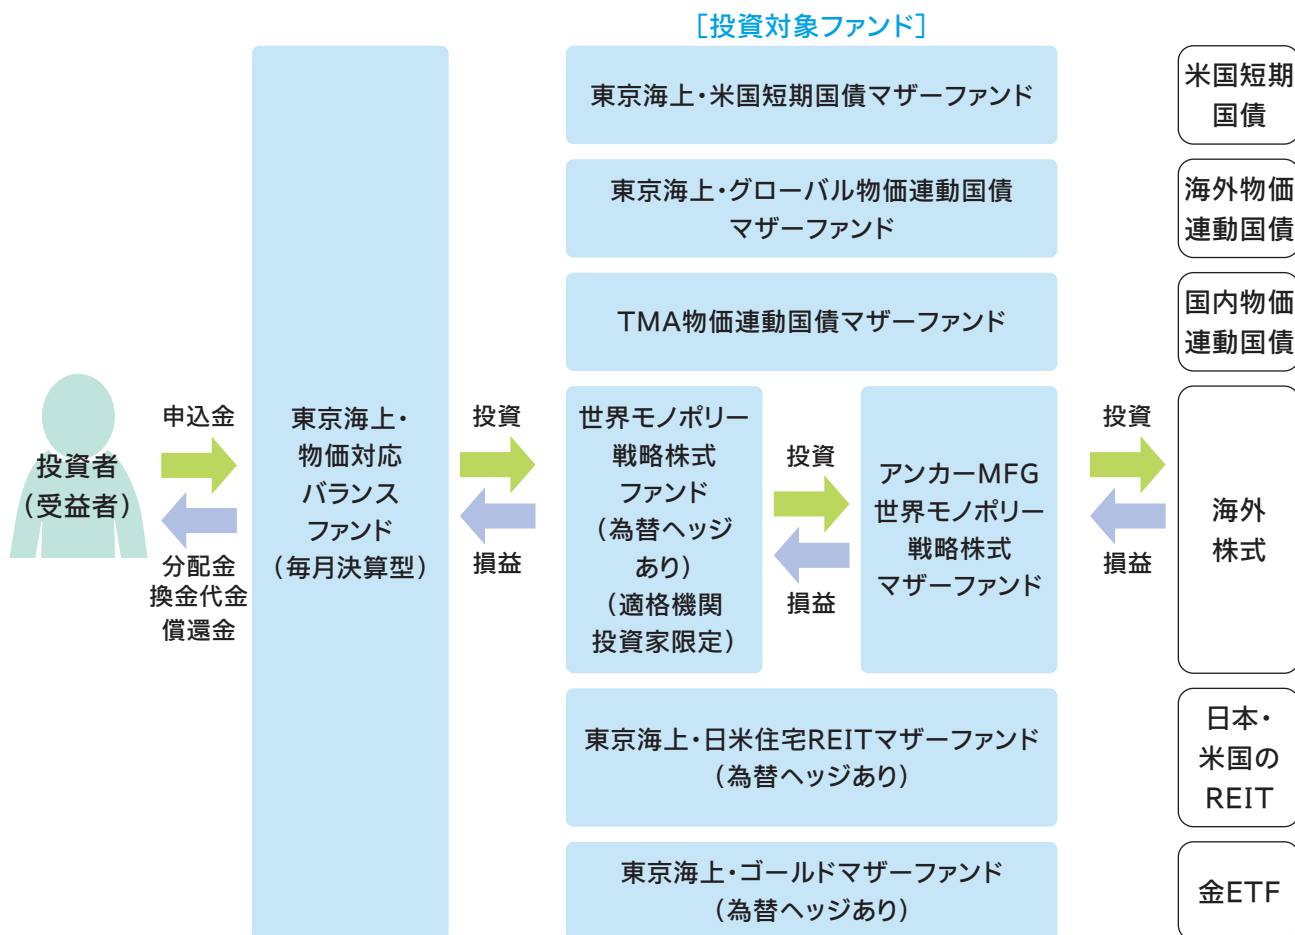 ［投資対象ファンド］
東京海上・米国短期国債マザーファンド
米国短期
国債
東京海上・グローバル物価連動国債
マザーファンド
海外物価
連動国債
TMA物価連動国債マザーファンド
国内物価
連動国債
投資者
（受益者）
申込金
分配金
換金代金
償還金
東京海上・
物価対応
バランス
ファンド
（毎月決算型）
投資
損益
世界モノポリー
戦略株式
ファンド
（為替ヘッジ
あり）
（適格機関
投資家限定）
投資
損益
アンカーMFG
世界モノポリー
戦略株式
マザーファンド
投資
損益
海外
株式
東京海上・日米住宅REITマザーファンド
（為替ヘッジあり）
日本・
米国の
REIT
東京海上・ゴールドマザーファンド
（為替ヘッジあり）
金ETF